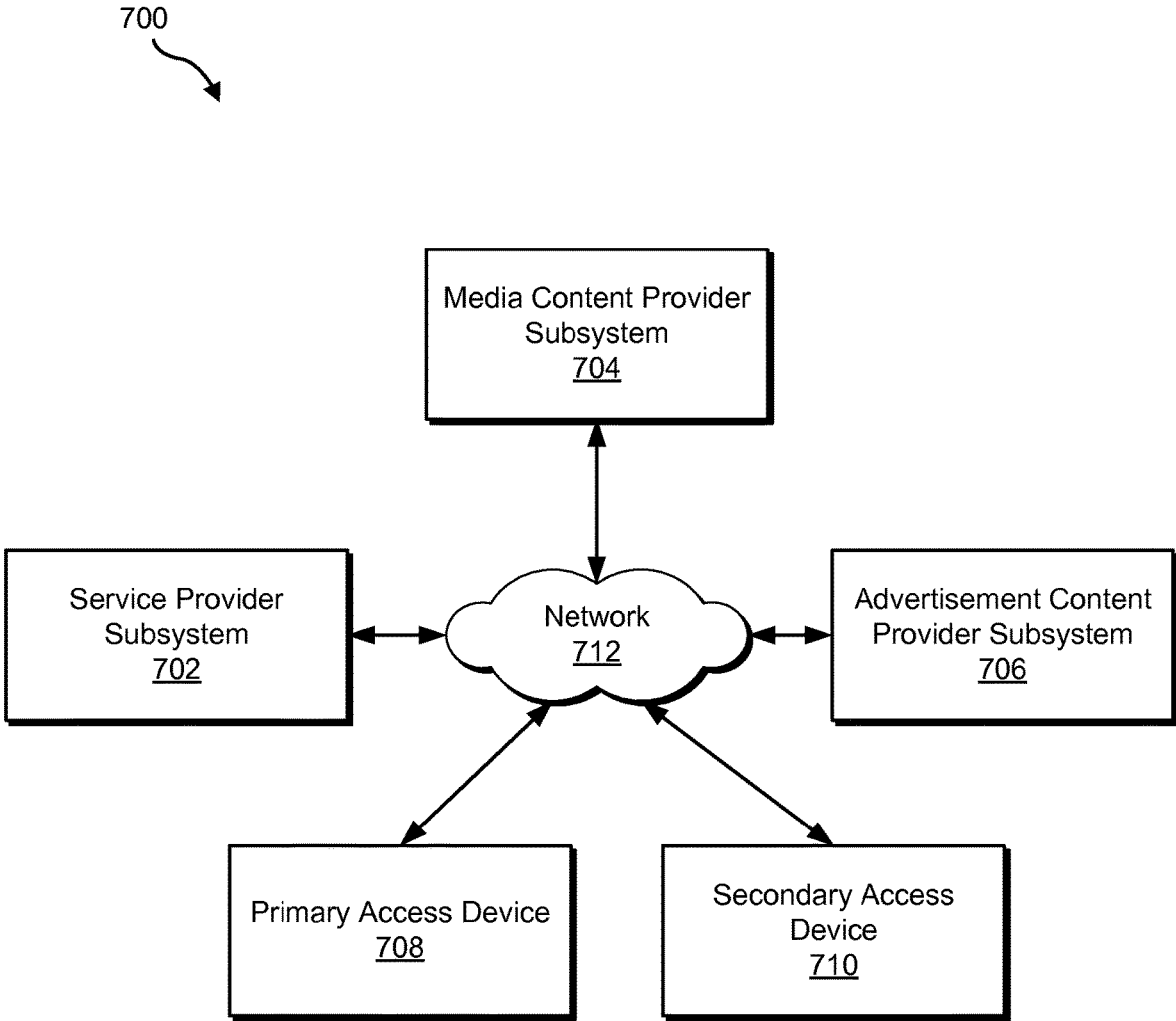 700
Media Content Provider
Subsystem
704
Service Provider
Subsystem
702
Network
712
Advertisement Content
Provider Subsystem
706
Primary Access Device
708
Secondary Access
Device
710